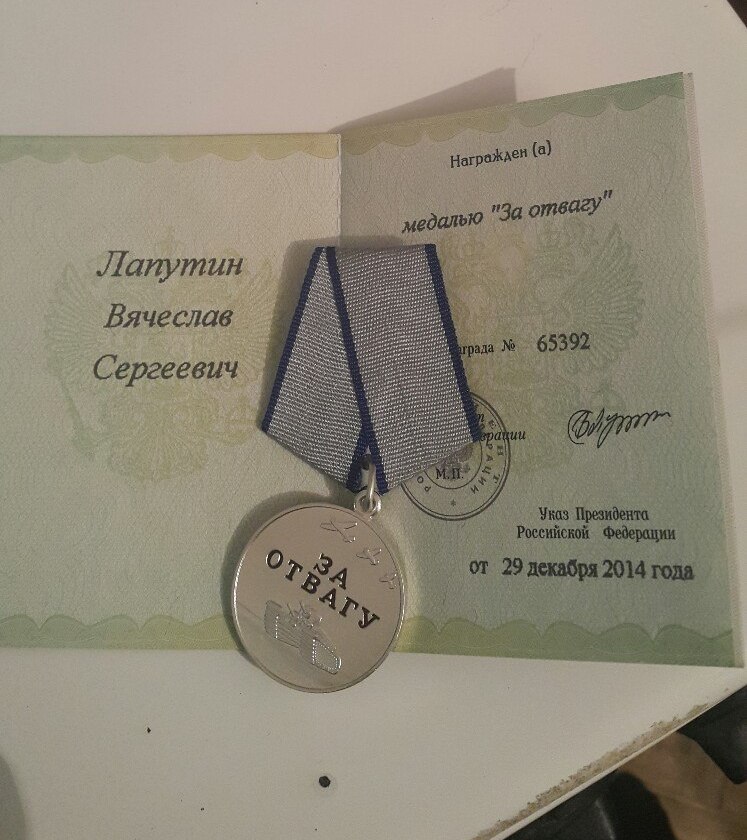 Лапутин
Вячеслав
Сергеевич
Награжден (а)
медалью "За отвагу"
№ 65392
М.П.
Указ Президента
Российской Федерации
от 29 декабря 2014 года
ЗА
ОТВАГУ